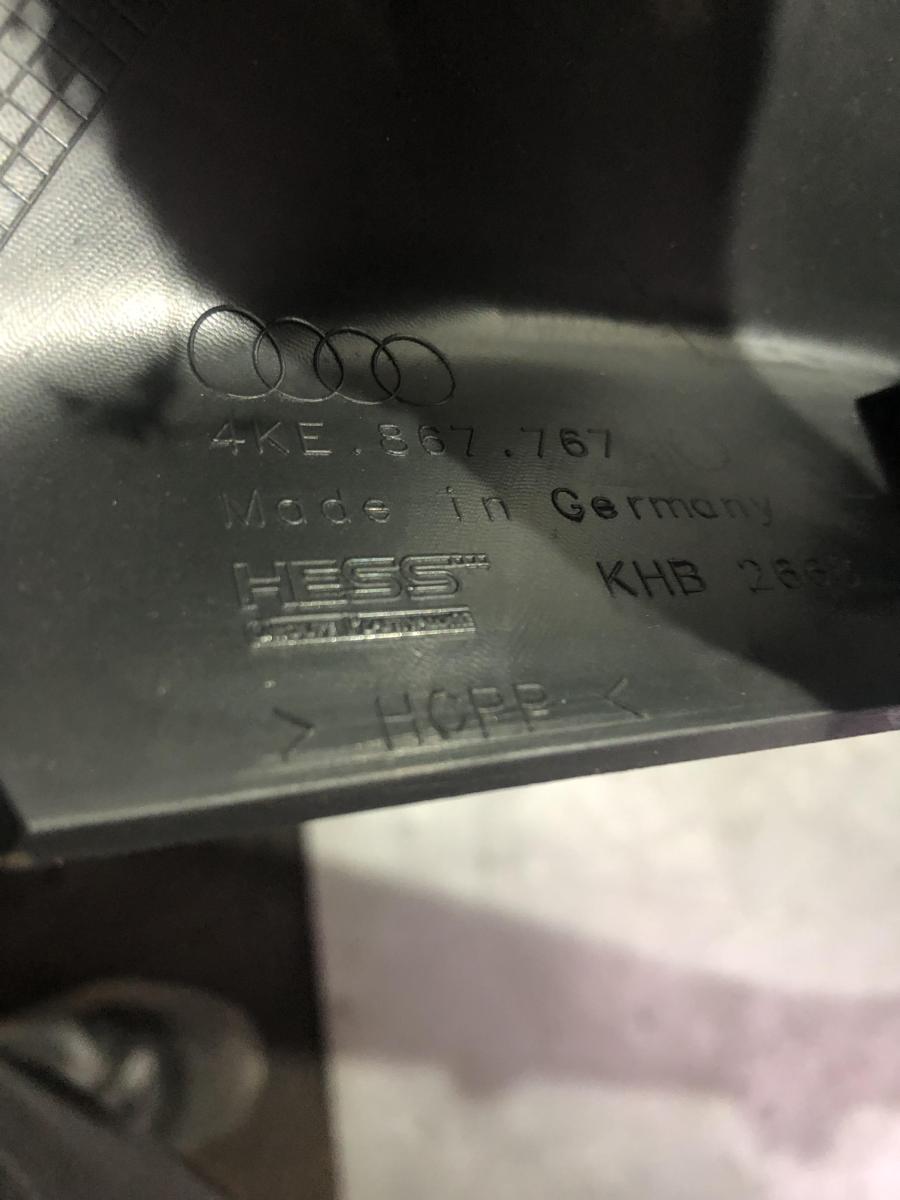 4KE.867.767
Made in Germany
HESS
KHB
> HCPP <